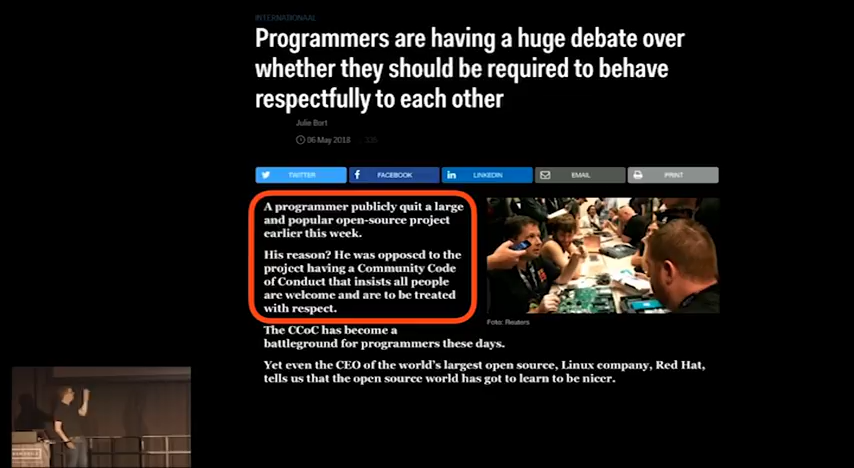 INTERNATIONAAL
Programmers are having a huge debate over
whether they should be required to behave
respectfully to each other
Julie Bort
06 May 2018
TWITTER
FACEBOOK
LINKEDIN
EMAIL
PRINT
A programmer publicly quit a large
and popular open-source project
earlier this week.
His reason? He was opposed to the
project having a Community Code
of Conduct that insists all people
are welcome and are to be treated
with respect.
Foto: Reuters
The CCoC has become a
battleground for programmers these days.
Yet even the CEO of the world's largest open source, Linux company, Red Hat,
tells us that the open source world has got to learn to be nicer.